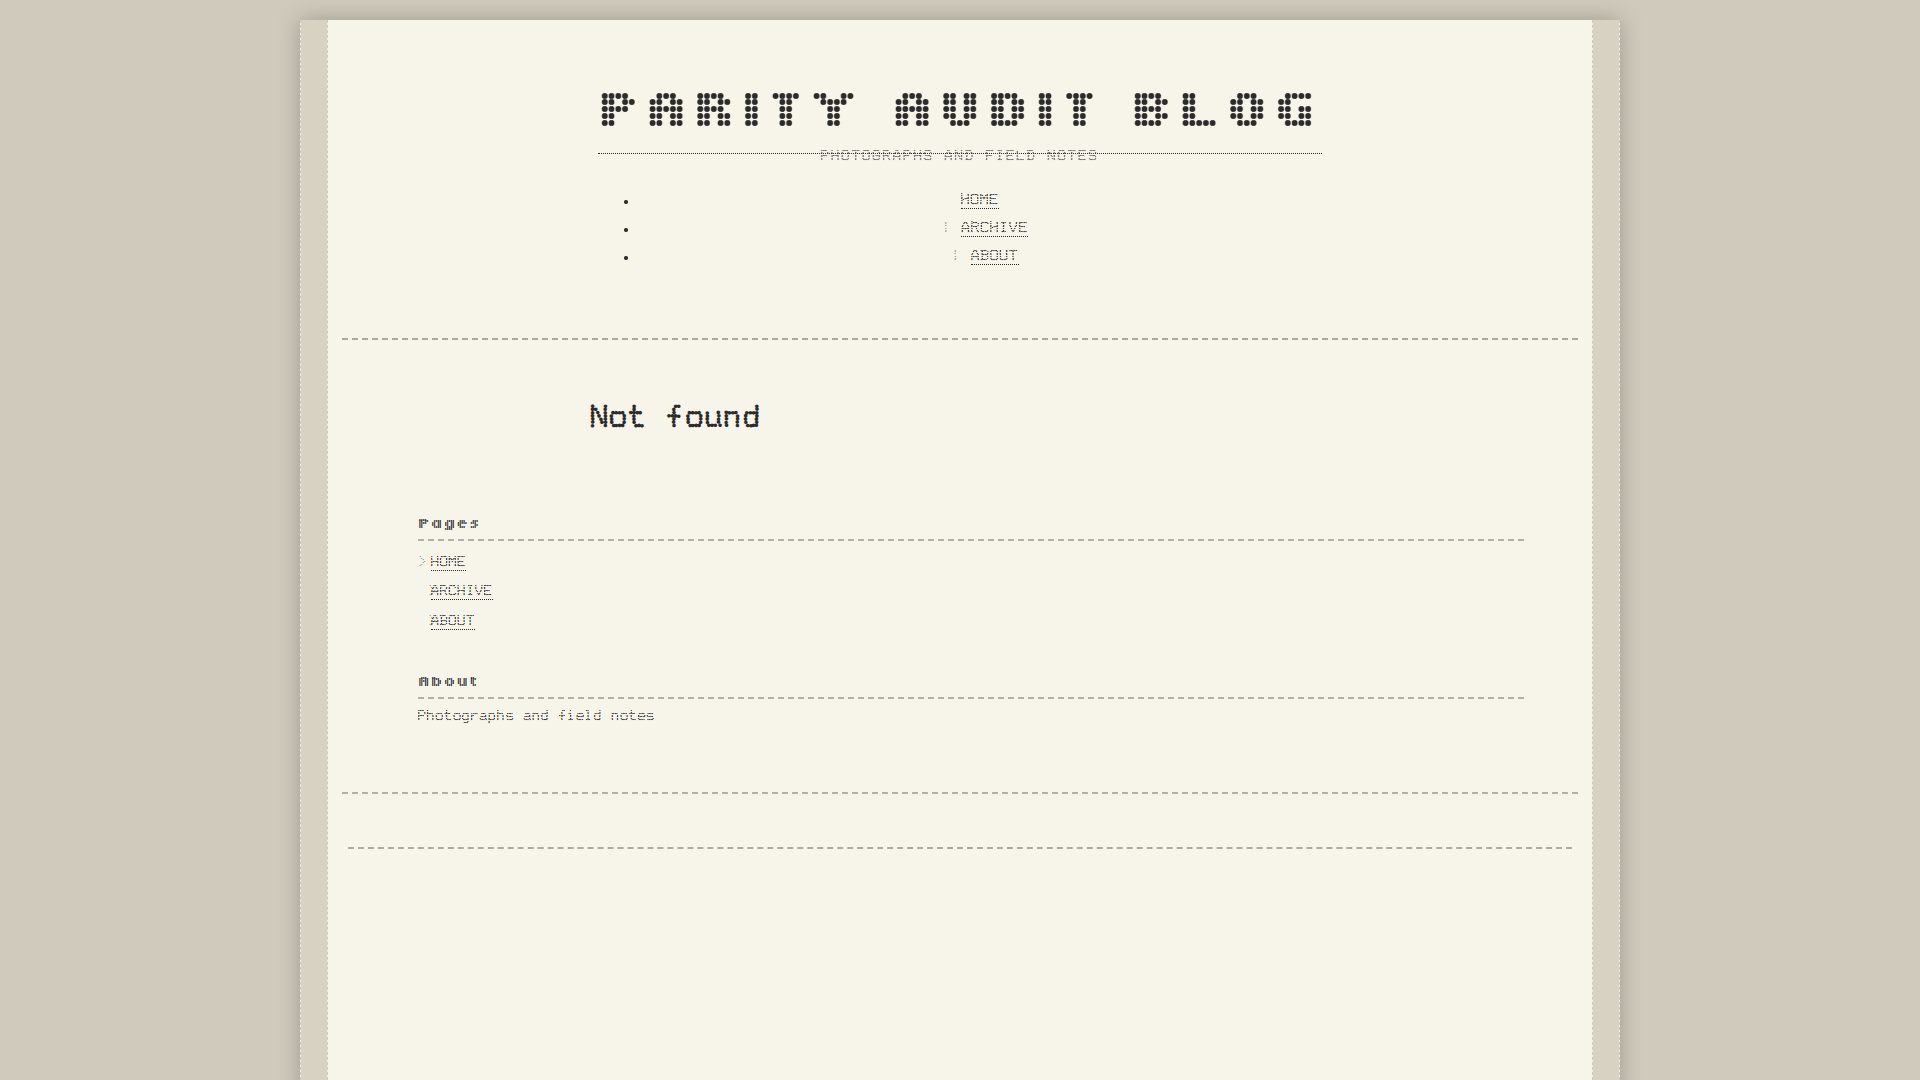 PARITY AUDIT BLOG
PHOTOGRAPHS AND FIELD NOTES
• HOME
• | ARCHIVE
• | ABOUT
Not found
Pages
> HOME
ARCHIVE
ABOUT
About
Photographs and field notes